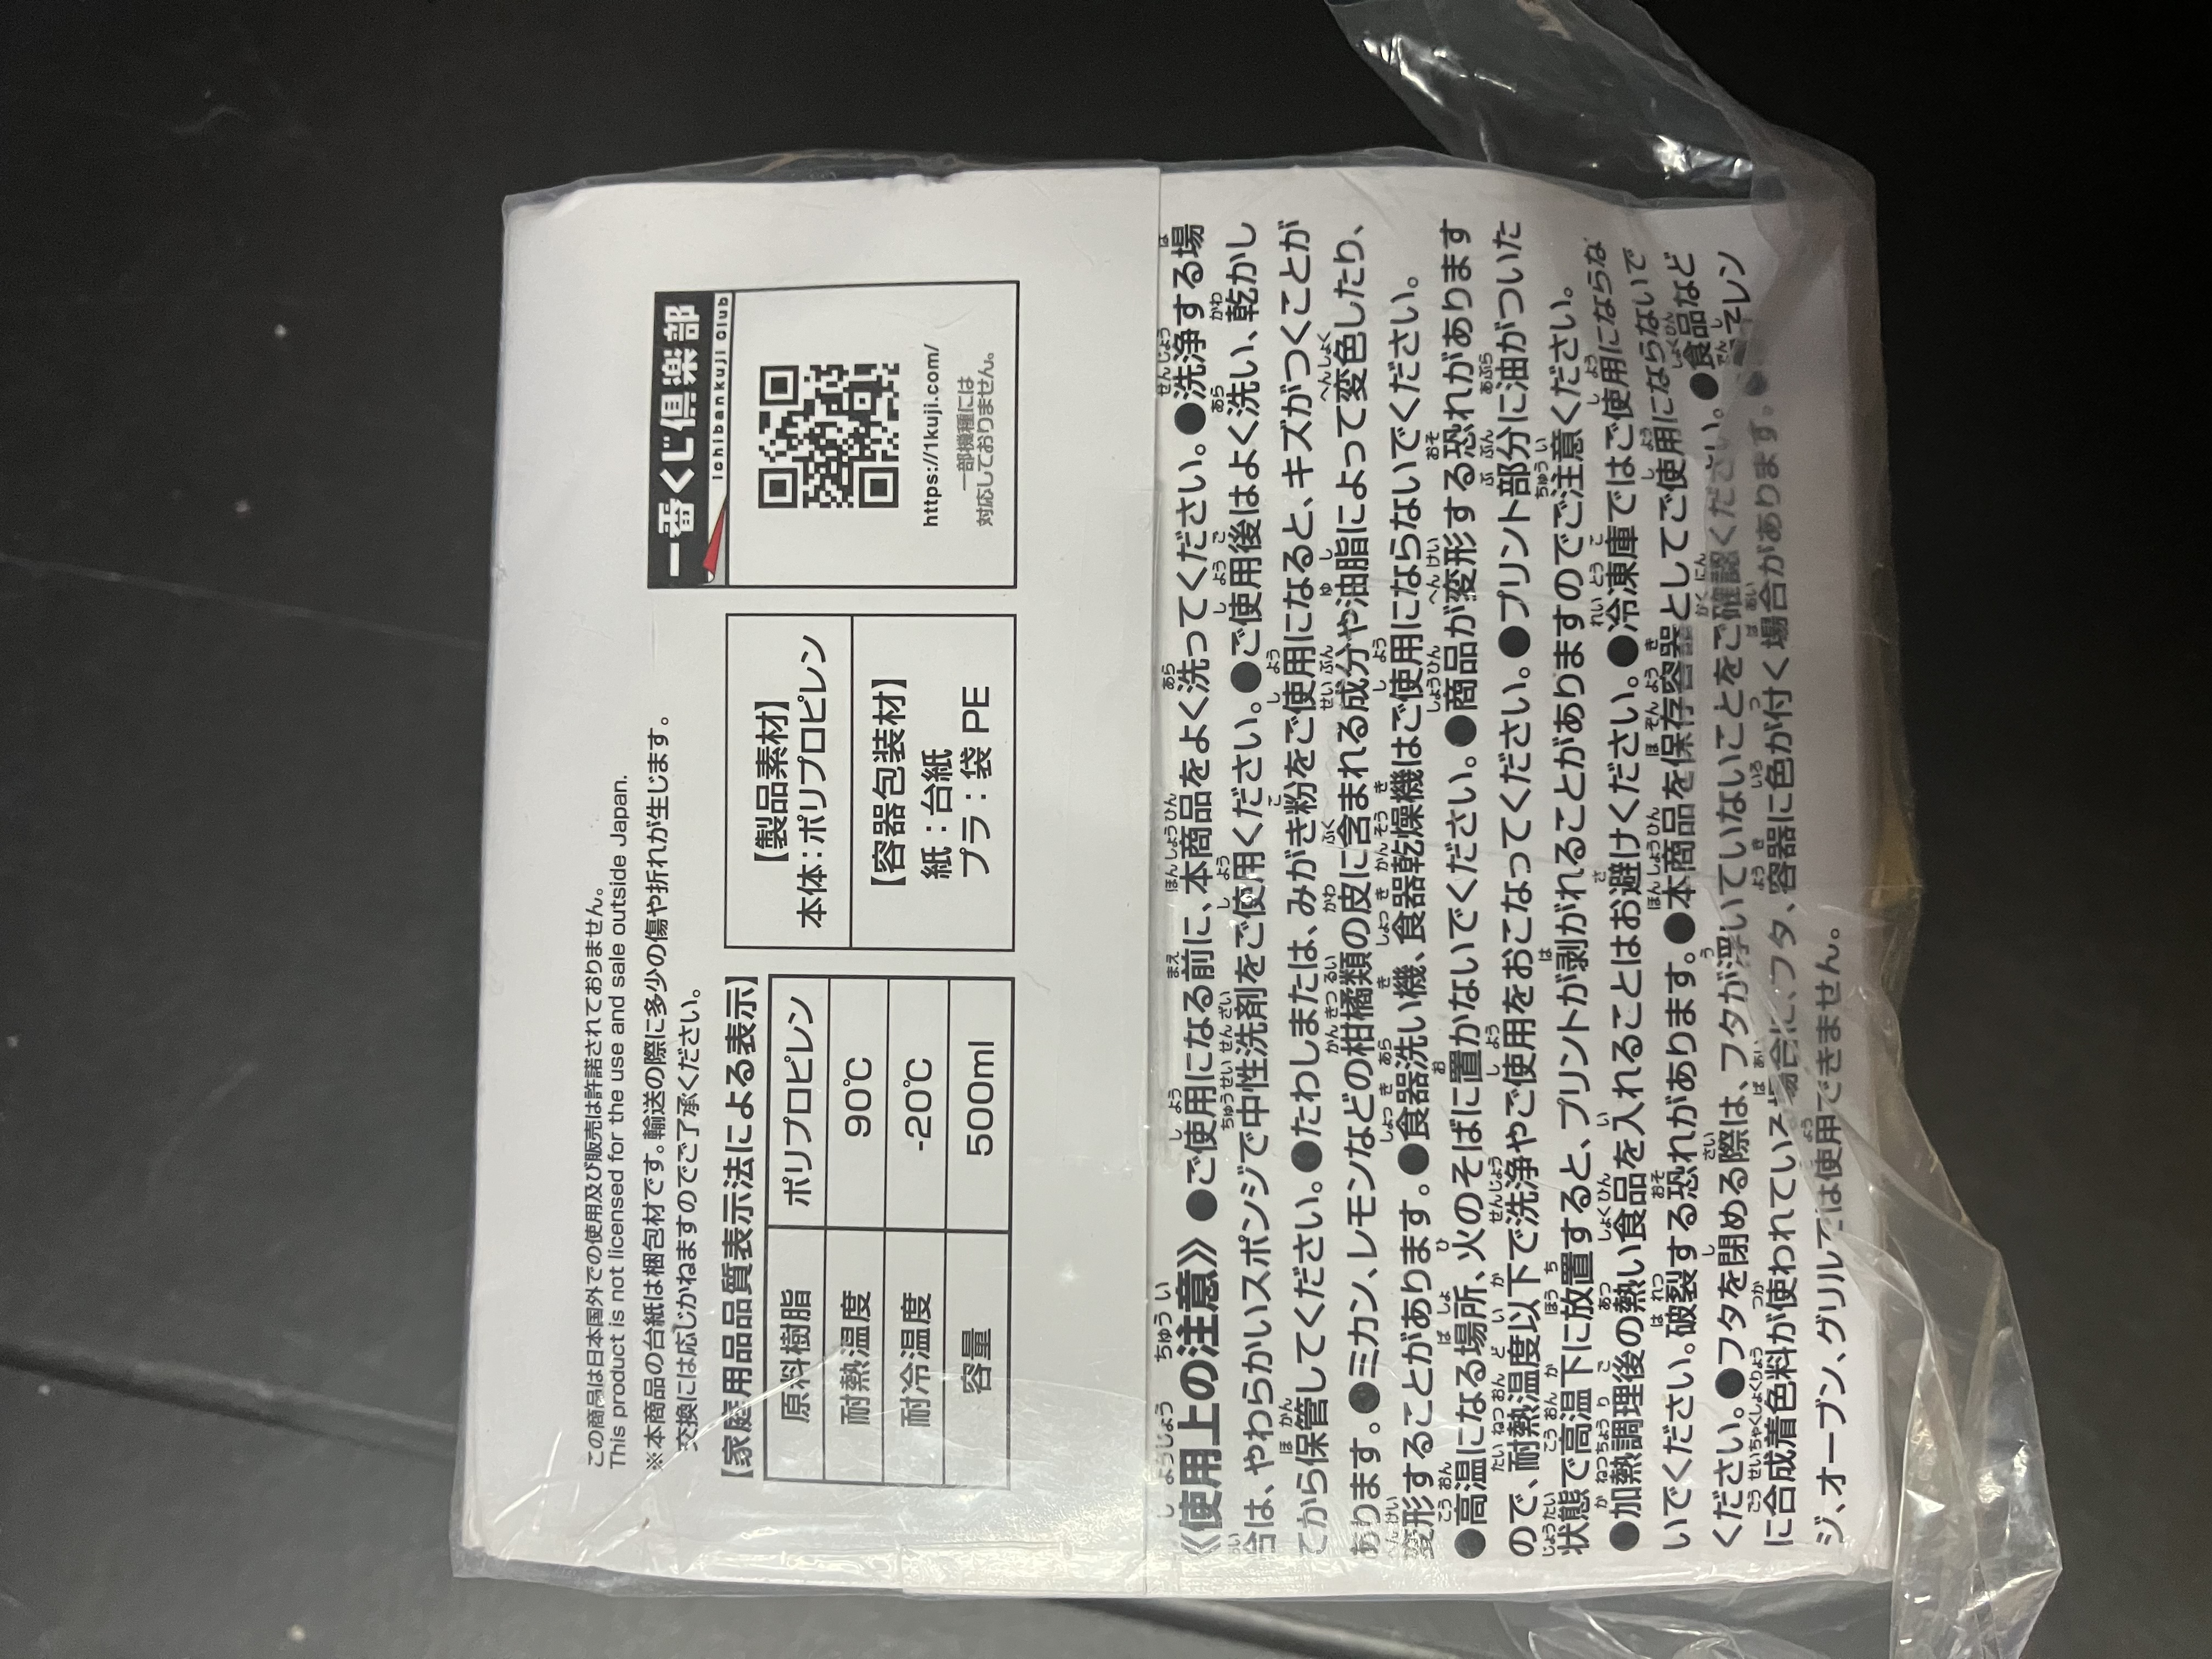 この商品は日本国外での使用及び販売は許諾されておりません。
This product is not licensed for the use and sale outside Japan.
※本商品の台紙は梱包材です。輸送の際に多少の傷や折れが生じます。
交換には応じかねますのでご了承ください。
【家庭用品品質表示法による表示】
原料樹脂 ポリプロピレン
耐熱温度 90℃
耐冷温度 -20℃
容量 500ml
【製品素材】
本体：ポリプロピレン
【容器包装材】
紙：台紙
プラ：袋 PE
一番くじ倶楽部
Ichibankuji Club
https://1kuji.com/
一部機種には
対応しておりません。
《使用上の注意》●ご使用になる前に、本商品をよく洗ってください。●洗浄する場
合は、やわらかいスポンジで中性洗剤をご使用ください。●ご使用後はよく洗い、乾かし
てから保管してください。●たわしまたは、みがき粉をご使用になると、キズがつくことが
あります。●ミカン、レモンなどの柑橘類の皮に含まれる成分や油脂によって変色したり、
変形することがあります。●食器洗い機、食器乾燥機はご使用にならないでください。
●高温になる場所、火のそばに置かないでください。●商品が変形する恐れがあります
ので、耐熱温度以下で洗浄やご使用をおこなってください。●プリント部分に油がついた
状態で高温下に放置すると、プリントが剥がれることがありますのでご注意ください。
●加熱調理後の熱い食品を入れることはお避けください。●冷凍庫ではご使用にならな
いでください。破裂する恐れがあります。●本商品を保存容器としてご使用にならないで
ください。●フタを閉める際は、フタが浮いていないことをご確認ください。●食品など
に合成着色料が使われている場合に、フタ、容器に色が付く場合があります。レン
ジ、オーブン、グリルでは使用できません。